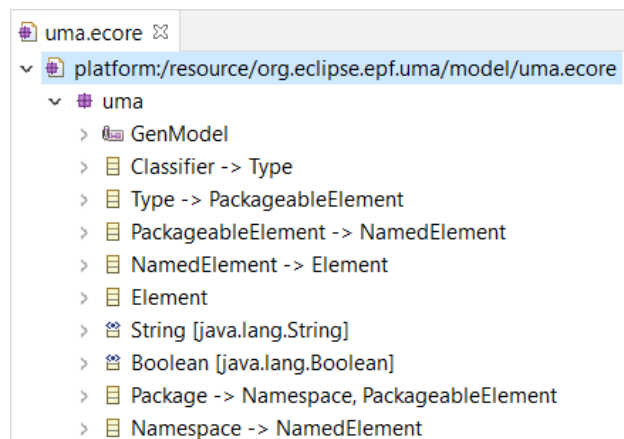 uma.ecore
platform:/resource/org.eclipse.epf.uma/model/uma.ecore
uma
GenModel
Classifier -> Type
Type -> PackageableElement
PackageableElement -> NamedElement
NamedElement -> Element
Element
String [java.lang.String]
Boolean [java.lang.Boolean]
Package -> Namespace, PackageableElement
Namespace -> NamedElement